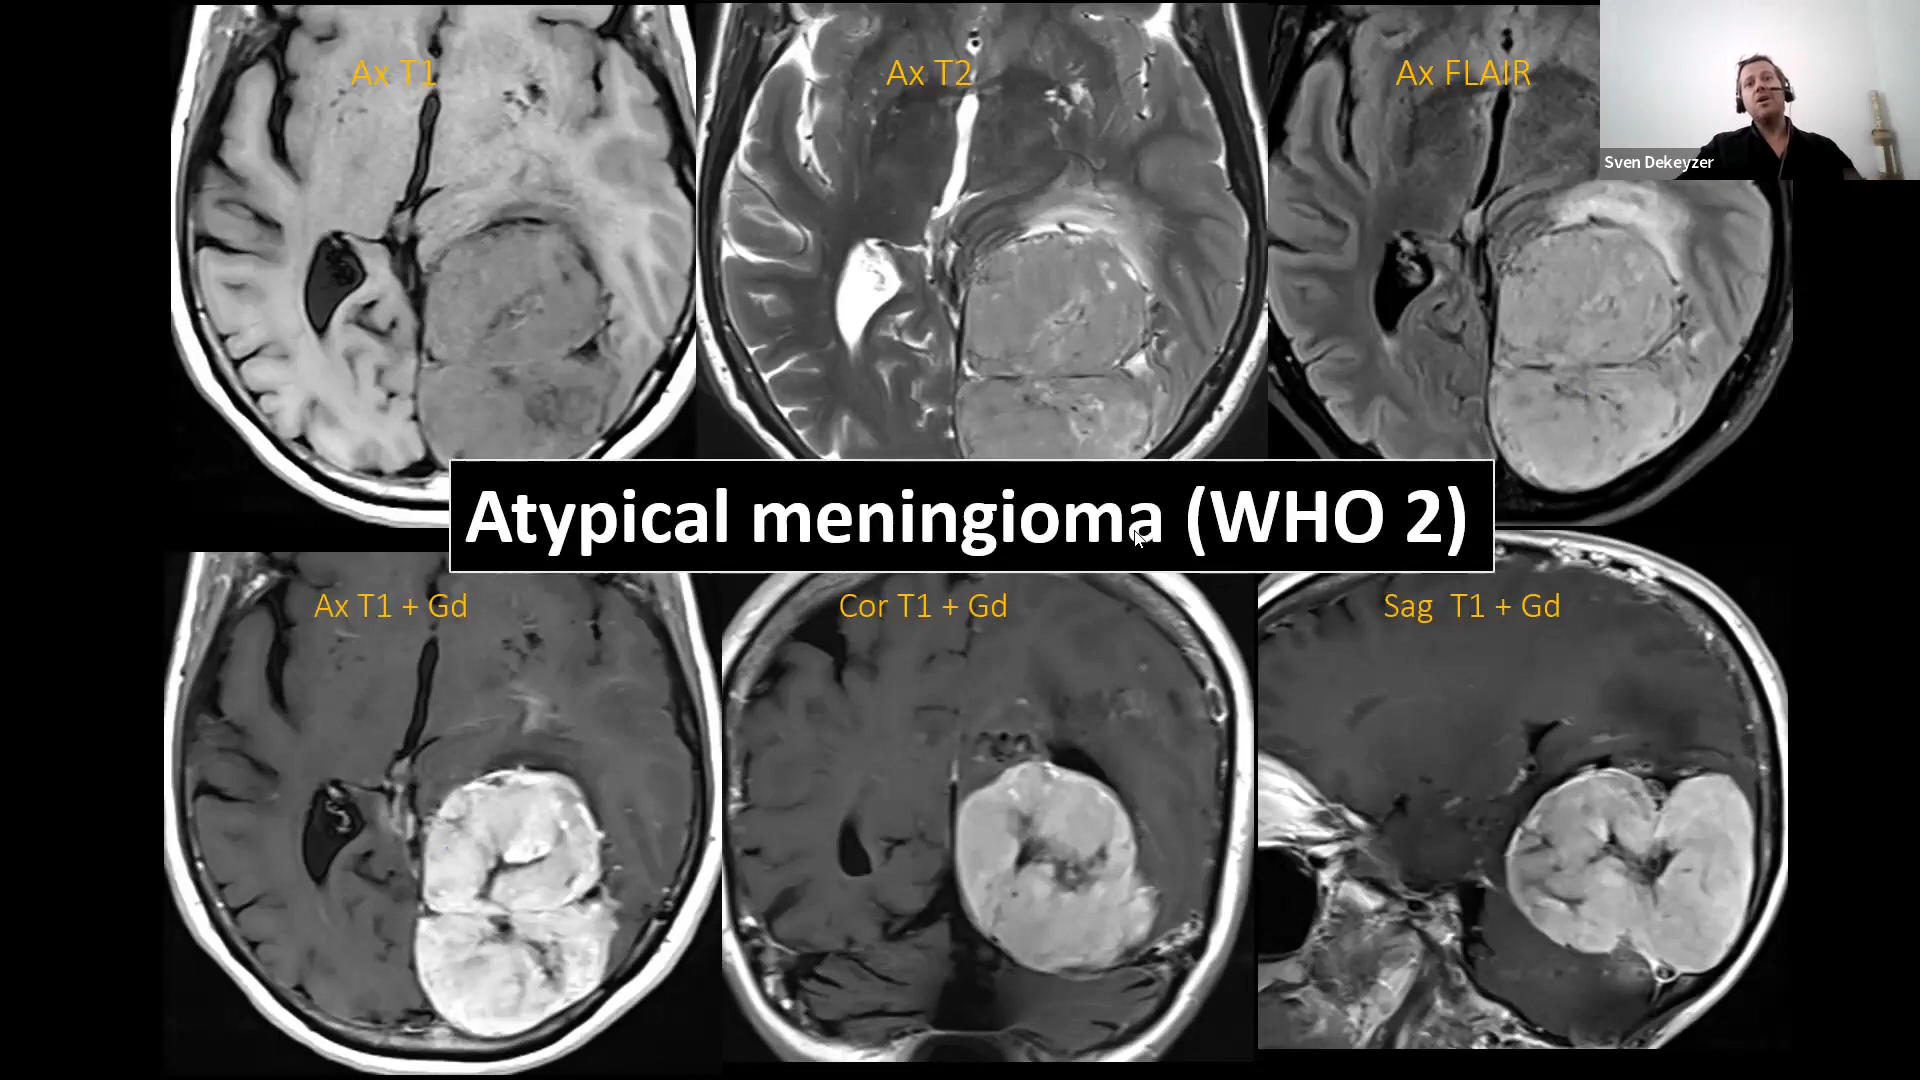 Ax T1
Ax T2
Ax FLAIR
Sven Dekeyzer
Atypical meningioma (WHO 2)
Ax T1 + Gd
Cor T1 + Gd
Sag T1 + Gd